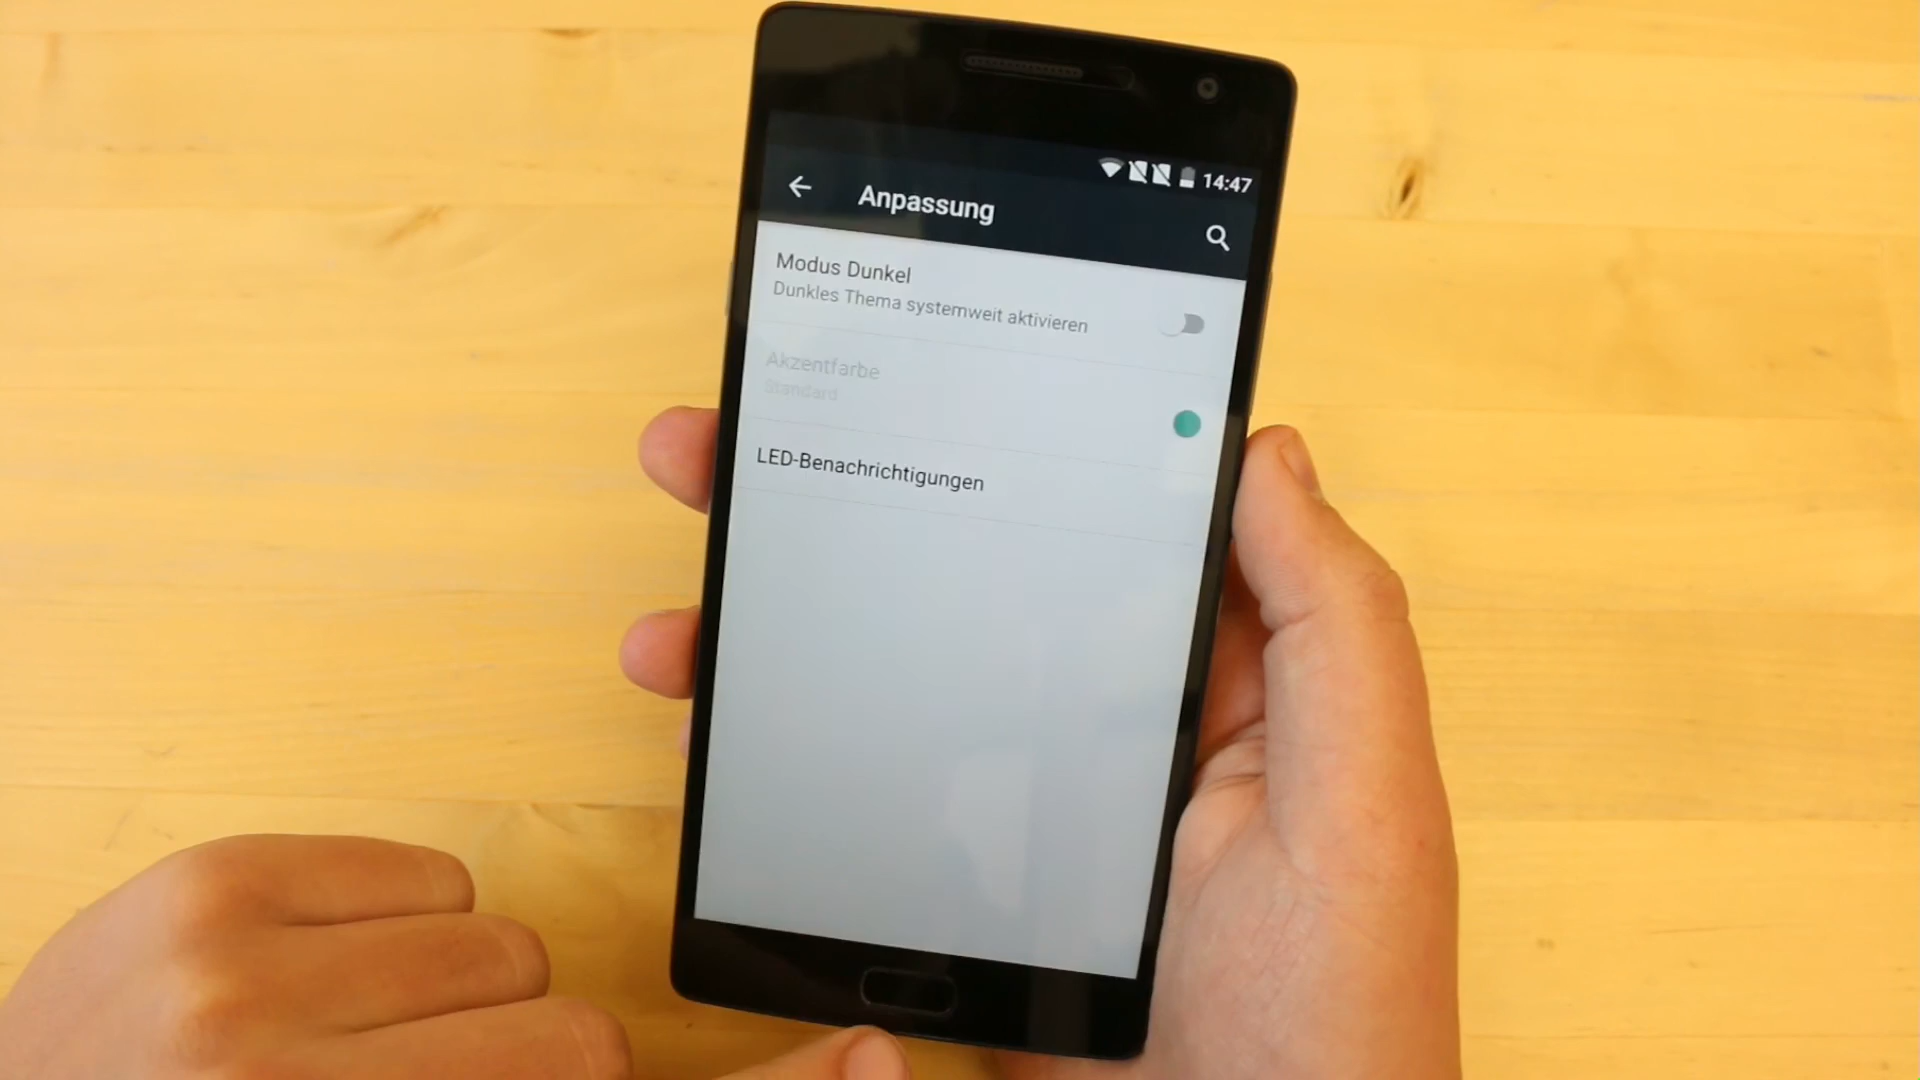 14:47
Anpassung
Modus Dunkel
Dunkles Thema systemweit aktivieren
Akzentfarbe
Standard
LED-Benachrichtigungen